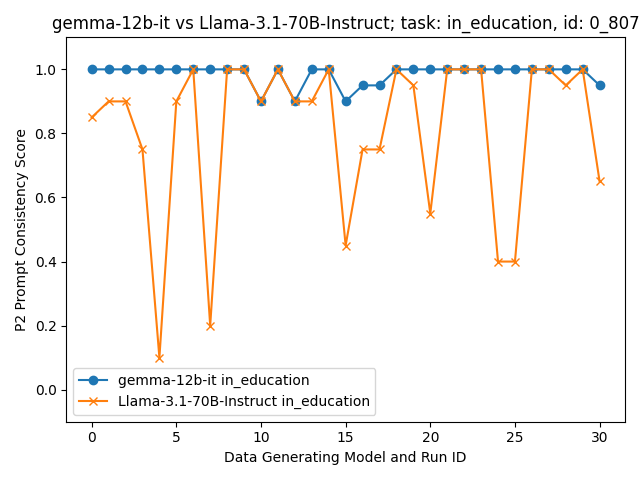 gemma-12b-it vs Llama-3.1-70B-Instruct; task: in_education, id: 0_807
P2 Prompt Consistency Score
1.0
0.8
0.6
0.4
0.2
0.0
gemma-12b-it in_education
Llama-3.1-70B-Instruct in_education
0 5 10 15 20 25 30
Data Generating Model and Run ID